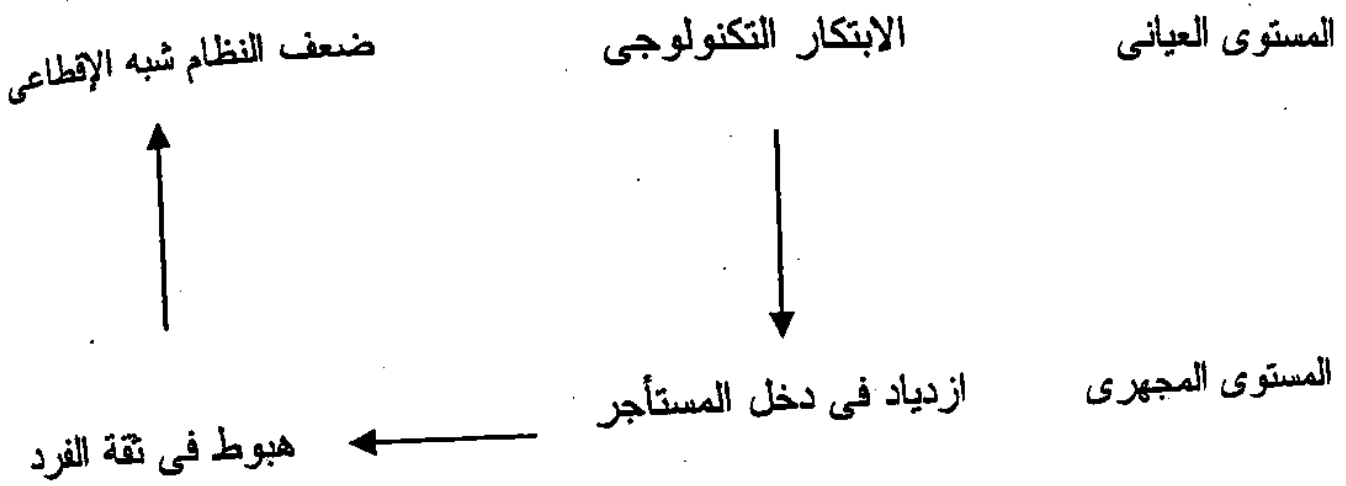 المستوى العيانى
الابتكار التكنولوجى
ضعف النظام شبه الإقطاعى
المستوى المجهرى
ازدياد فى دخل المستأجر
هبوط فى ثقة الفرد